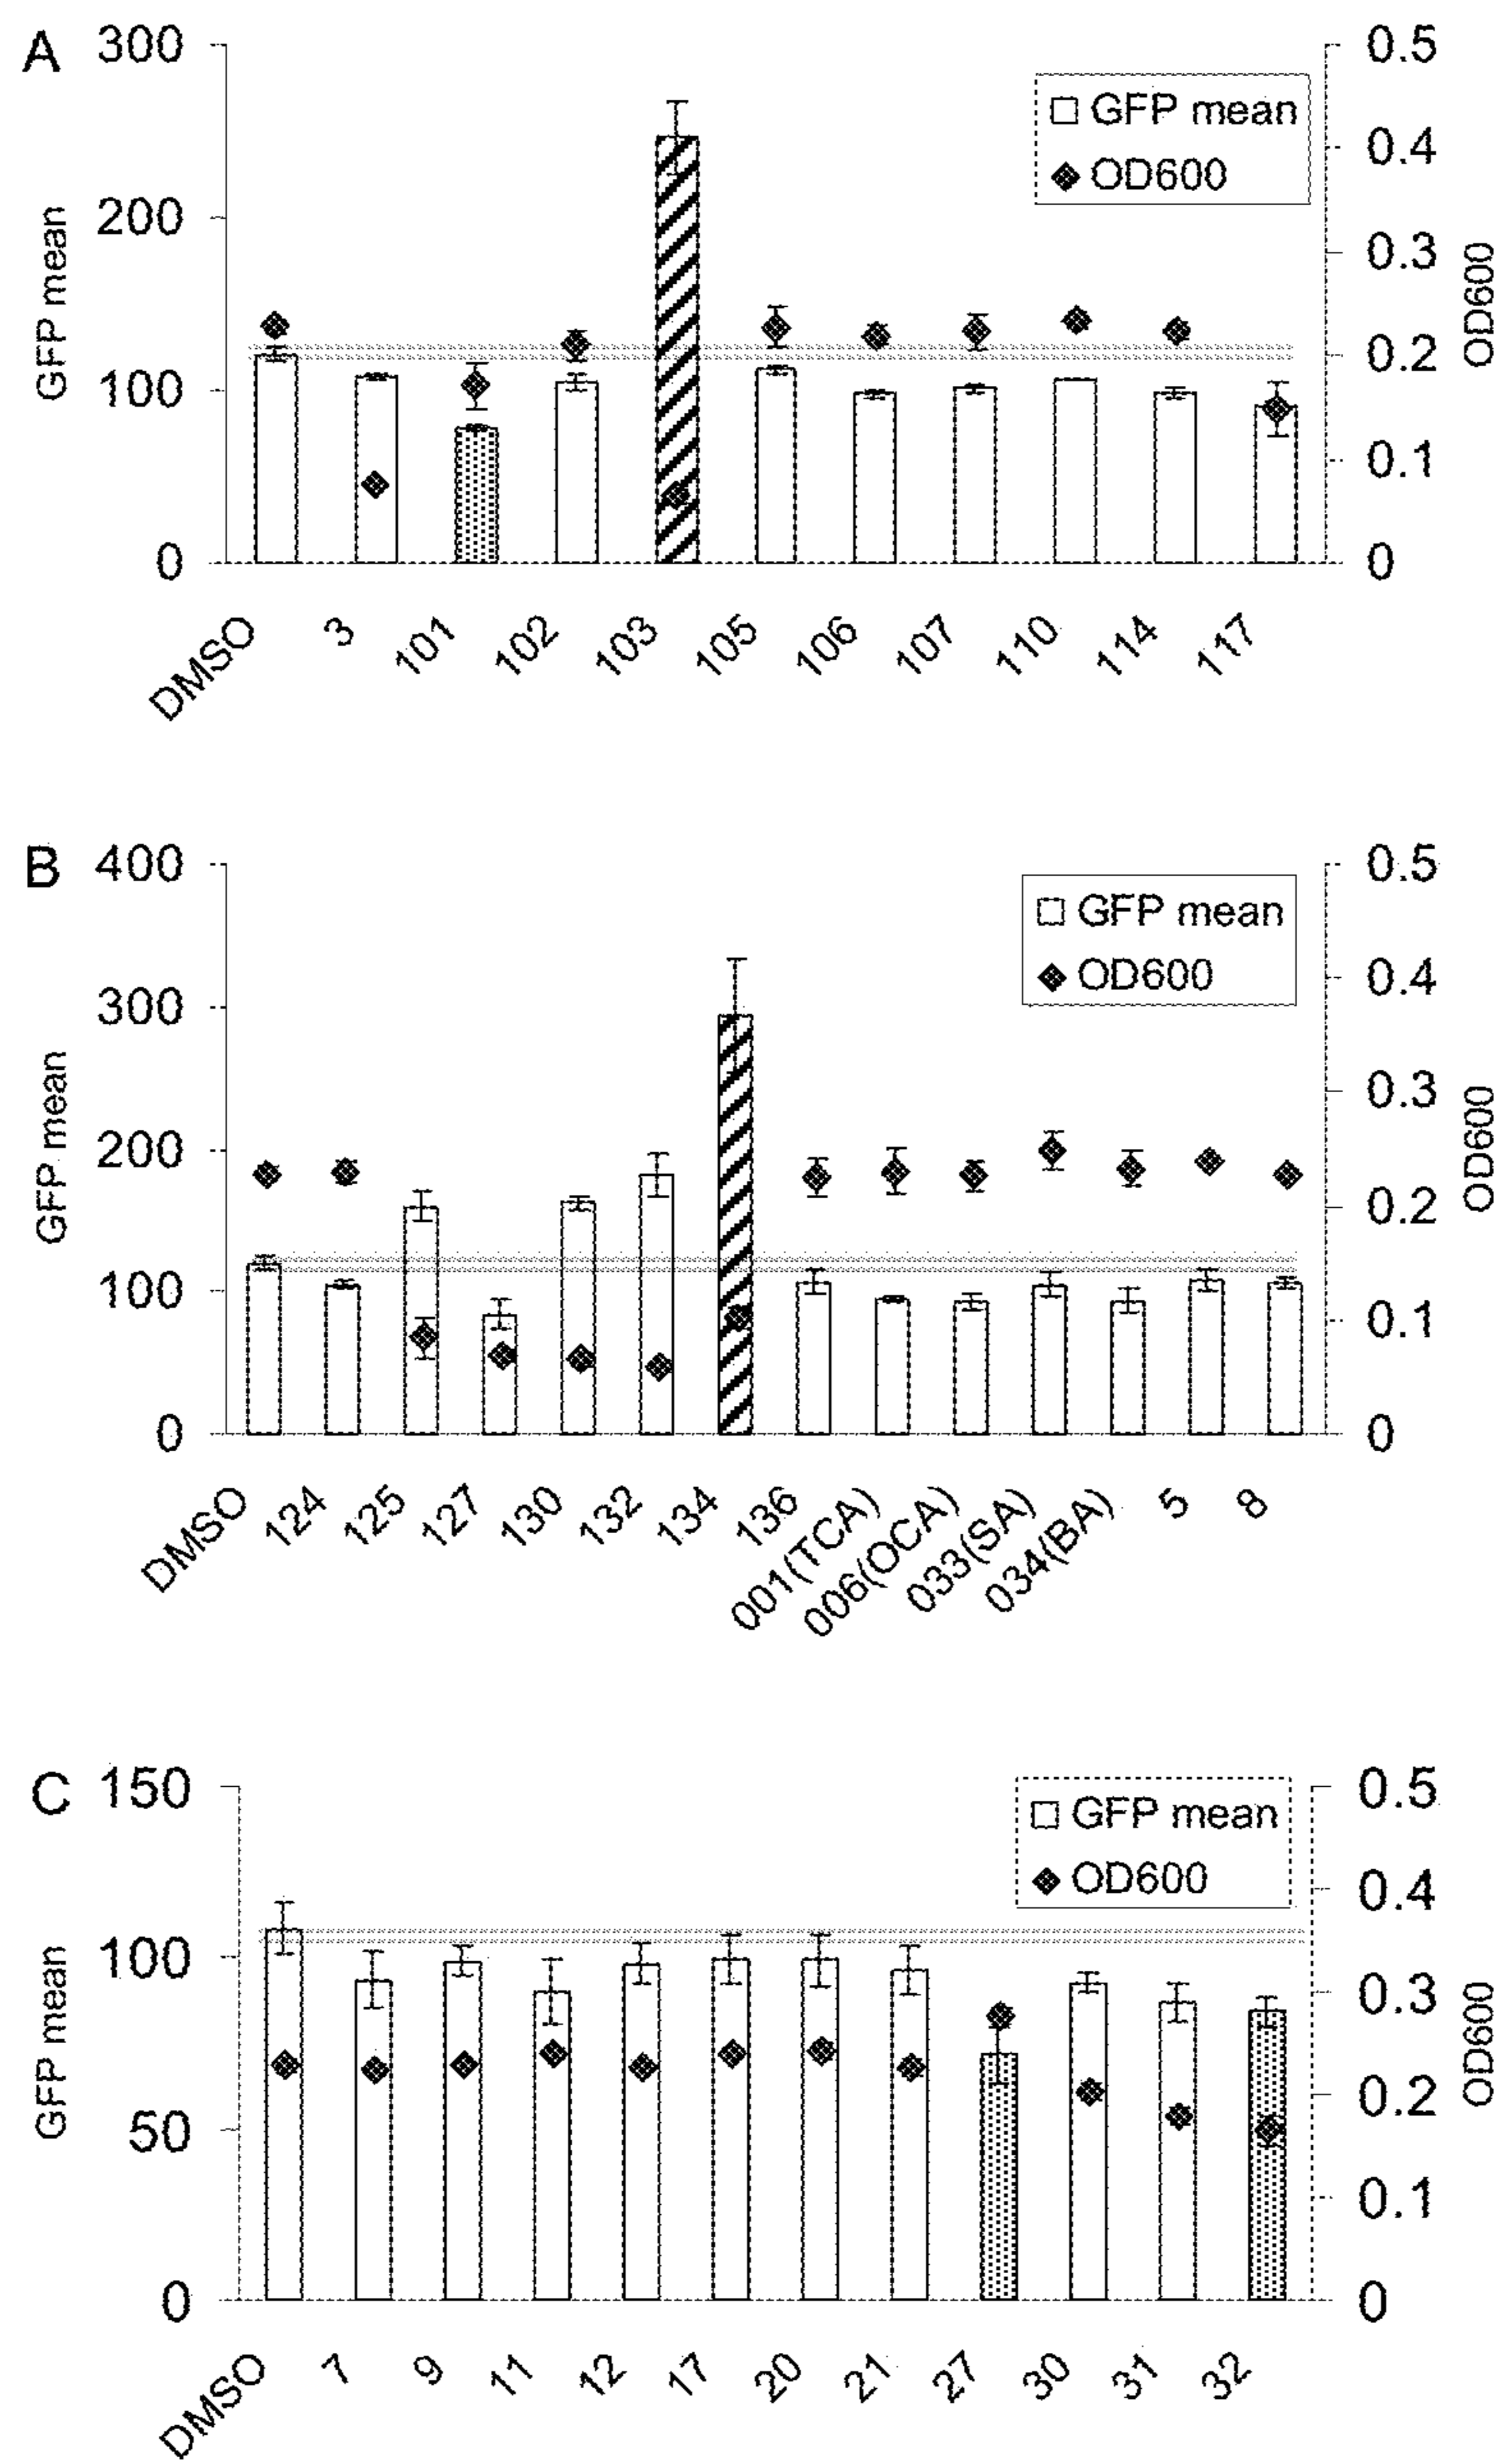 A
300
200
100
0
GFP mean
0.5
0.4
0.3
0.2
0.1
0
OD600
GFP mean
OD600
DMSO
3
101
102
103
105
106
107
110
114
117
B
400
300
200
100
0
GFP mean
0.5
0.4
0.3
0.2
0.1
0
OD600
GFP mean
OD600
DMSO
124
125
127
130
132
134
136
001(TCA)
006(OCA)
033(SA)
034(BA)
5
8
C
150
100
50
0
GFP mean
0.5
0.4
0.3
0.2
0.1
0
OD600
GFP mean
OD600
DMSO
7
9
11
12
17
20
21
27
30
31
32